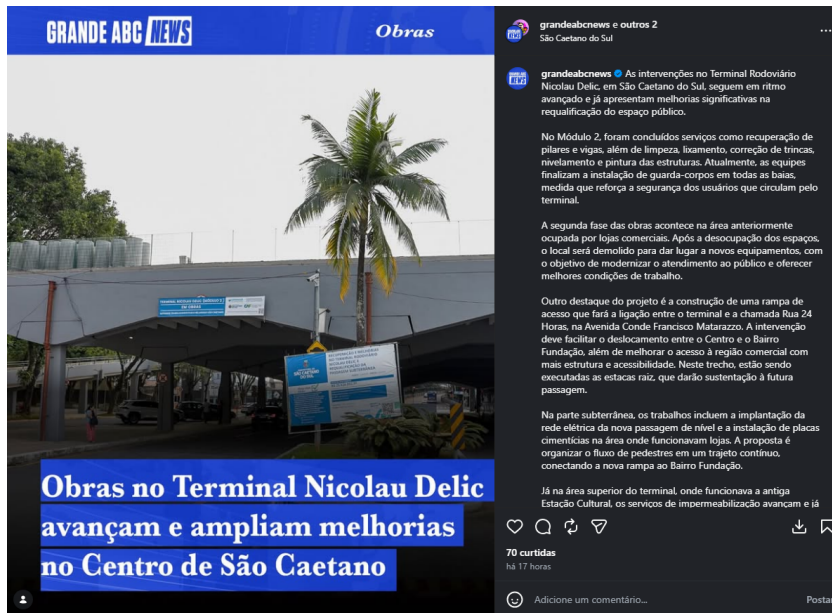 GRANDE ABC NEWS
Obras
TERMINAL NICOLAU DELIC (MÓDULO 2)
EM OBRAS
SÃO CAETANO
DO SUL
Obras no Terminal Nicolau Delic
avançam e ampliam melhorias
no Centro de São Caetano
grandeabcnews e outros 2
São Caetano do Sul
grandeabcnews As intervenções no Terminal Rodoviário
Nicolau Delic, em São Caetano do Sul, seguem em ritmo
avançado e já apresentam melhorias significativas na
requalificação do espaço público.
No Módulo 2, foram concluídos serviços como recuperação de
pilares e vigas, além de limpeza, lixamento, correção de trincas,
nivelamento e pintura das estruturas. Atualmente, as equipes
finalizam a instalação de guarda-corpos em todas as baias,
medida que reforça a segurança dos usuários que circulam pelo
terminal.
A segunda fase das obras acontece na área anteriormente
ocupada por lojas comerciais. Após a desocupação dos espaços,
o local será demolido para dar lugar a novos equipamentos, com
o objetivo de modernizar o atendimento ao público e oferecer
melhores condições de trabalho.
Outro destaque do projeto é a construção de uma rampa de
acesso que fará a ligação entre o terminal e a chamada Rua 24
Horas, na Avenida Conde Francisco Matarazzo. A intervenção
deve facilitar o deslocamento entre o Centro e o Bairro
Fundação, além de melhorar o acesso à região comercial com
mais estrutura e acessibilidade. Neste trecho, estão sendo
executadas as estacas raiz, que darão sustentação à futura
passagem.
Na parte subterrânea, os trabalhos incluem a implantação da
rede elétrica da nova passagem de nível e a instalação de placas
cimentícias na área onde funcionavam lojas. A proposta é
organizar o fluxo de pedestres em um trajeto contínuo,
conectando a nova rampa ao Bairro Fundação.
Já na área superior do terminal, onde funcionava a antiga
Estação Cultural, os serviços de impermeabilização avançam e já
70 curtidas
há 17 horas
Adicione um comentário...
Postar